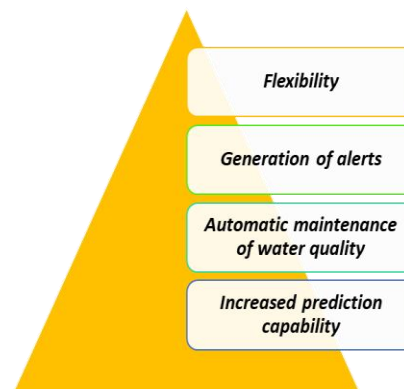 Flexibility
Generation of alerts
Automatic maintenance
of water quality
Increased prediction
capability